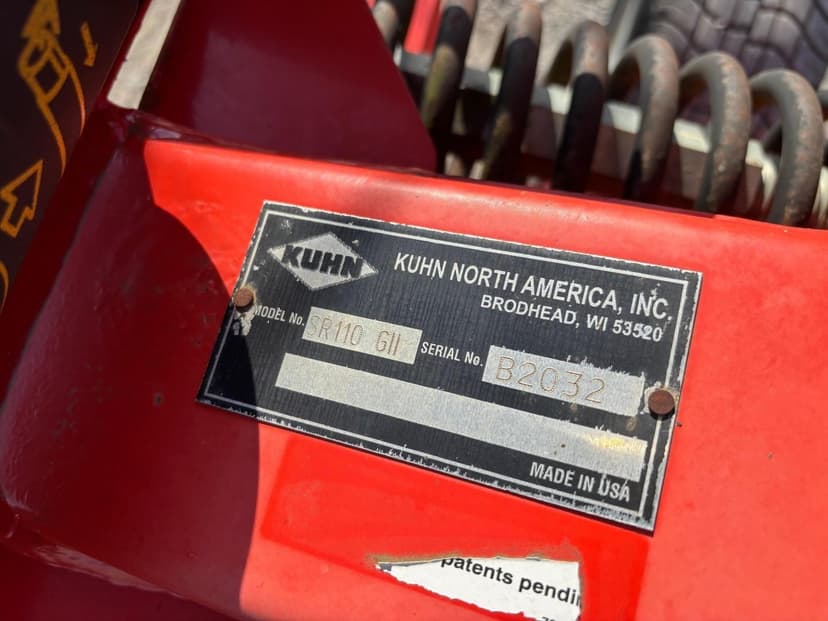 KUHN
KUHN NORTH AMERICA, INC.
BRODHEAD, WI 53520
MODEL No. SR110 GII SERIAL No. B2032
MADE IN USA
patents pendin